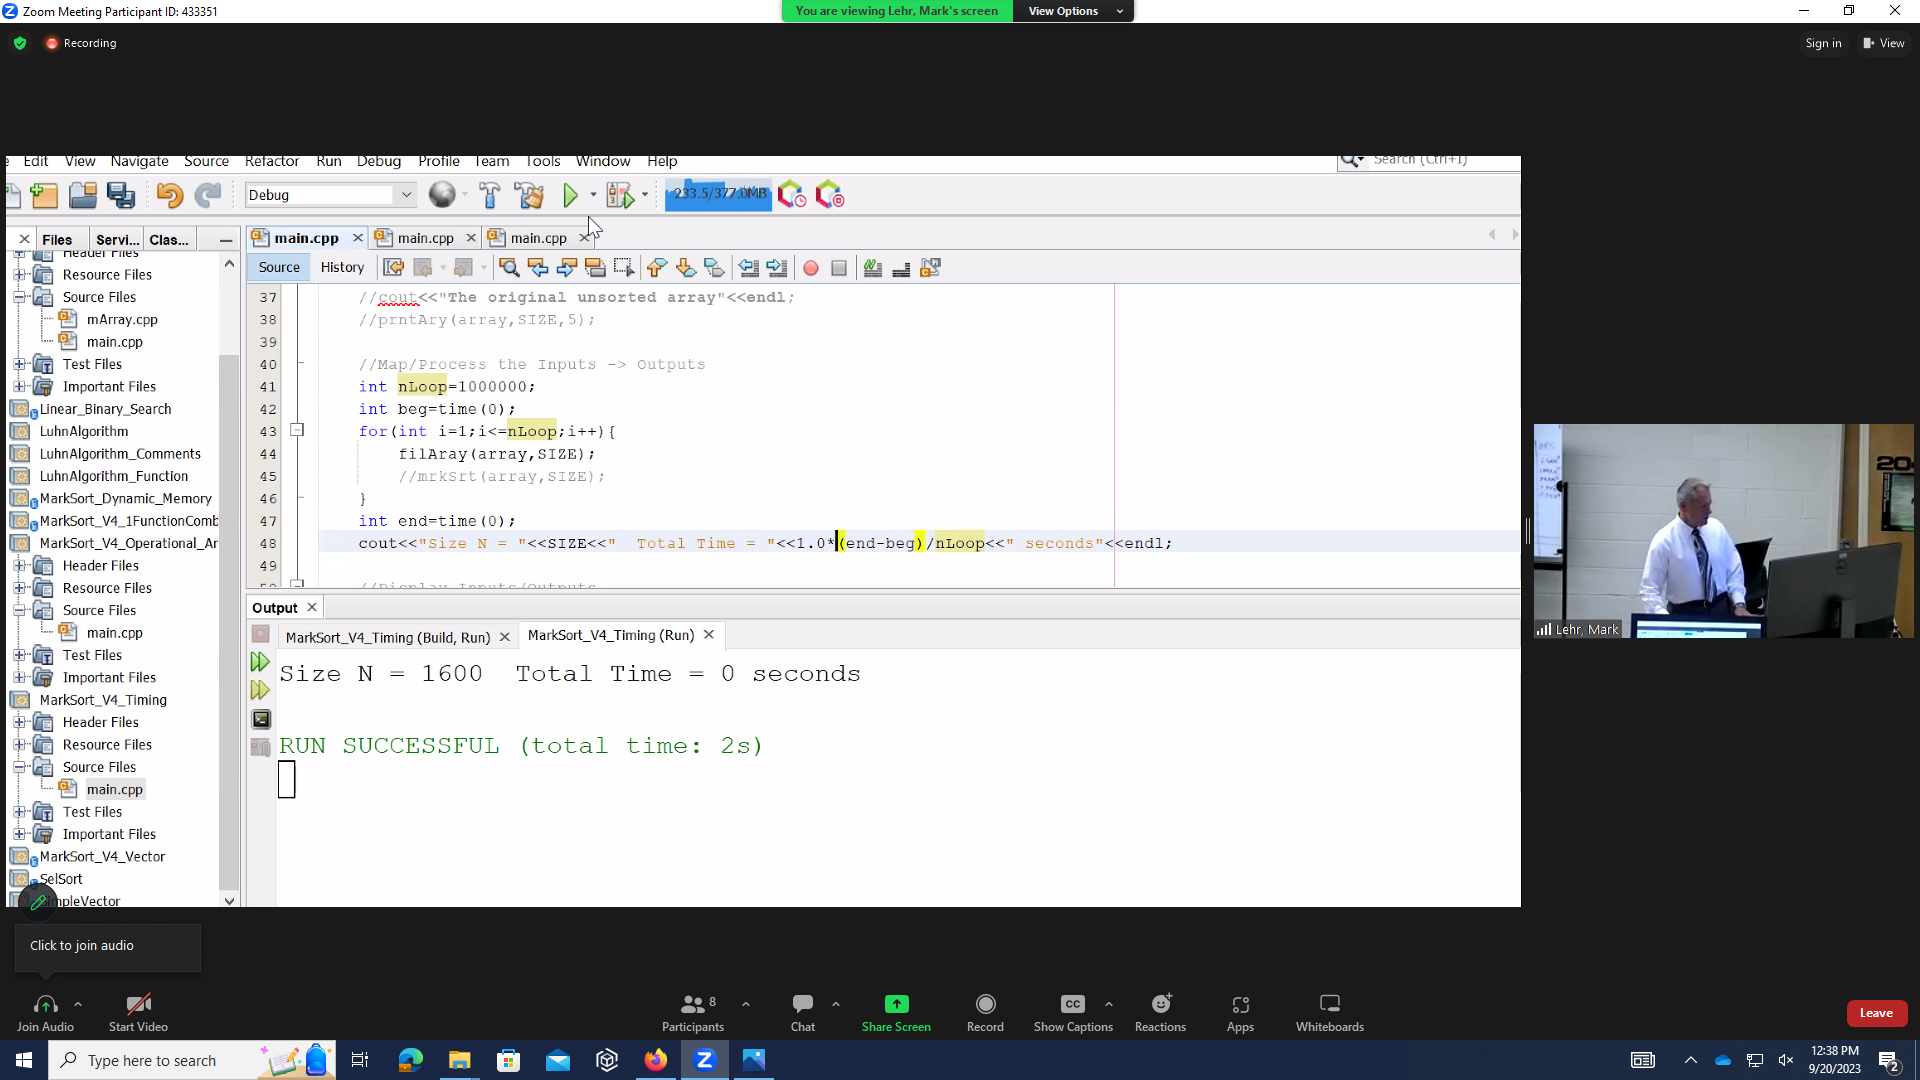 Zoom Meeting Participant ID: 433351
You are viewing Lehr, Mark's screen
View Options
Recording
Sign in
View
Edit View Navigate Source Refactor Run Debug Profile Team Tools Window Help
Search (Ctrl+I)
Debug
233.5/377.0MB
Files Servi... Clas...
main.cpp main.cpp main.cpp
Source History
Header Files
Resource Files
Source Files
mArray.cpp
main.cpp
Test Files
Important Files
Linear_Binary_Search
LuhnAlgorithm
LuhnAlgorithm_Comments
LuhnAlgorithm_Function
MarkSort_Dynamic_Memory
MarkSort_V4_1FunctionComb
MarkSort_V4_Operational_Ar
Header Files
Resource Files
Source Files
main.cpp
Test Files
Important Files
MarkSort_V4_Timing
Header Files
Resource Files
Source Files
main.cpp
Test Files
Important Files
MarkSort_V4_Vector
SelSort
impleVector
37 //cout<<"The original unsorted array"<<endl;
38 //prntAry(array,SIZE,5);
39
40 //Map/Process the Inputs -> Outputs
41 int nLoop=1000000;
42 int beg=time(0);
43 for(int i=1;i<=nLoop;i++){
44 filAray(array,SIZE);
45 //mrkSrt(array,SIZE);
46 }
47 int end=time(0);
48 cout<<"Size N = "<<SIZE<<"  Total Time = "<<1.0*(end-beg)/nLoop<<" seconds"<<endl;
49
//Display Inputs/Outputs
Output
MarkSort_V4_Timing (Build, Run) MarkSort_V4_Timing (Run)
Size N = 1600  Total Time = 0 seconds
RUN SUCCESSFUL (total time: 2s)
20
Lehr, Mark
Click to join audio
Join Audio
Start Video
Participants 8
Chat
Share Screen
Record
CC
Show Captions
Reactions
Apps
Whiteboards
Leave
Type here to search
12:38 PM
9/20/2023
2